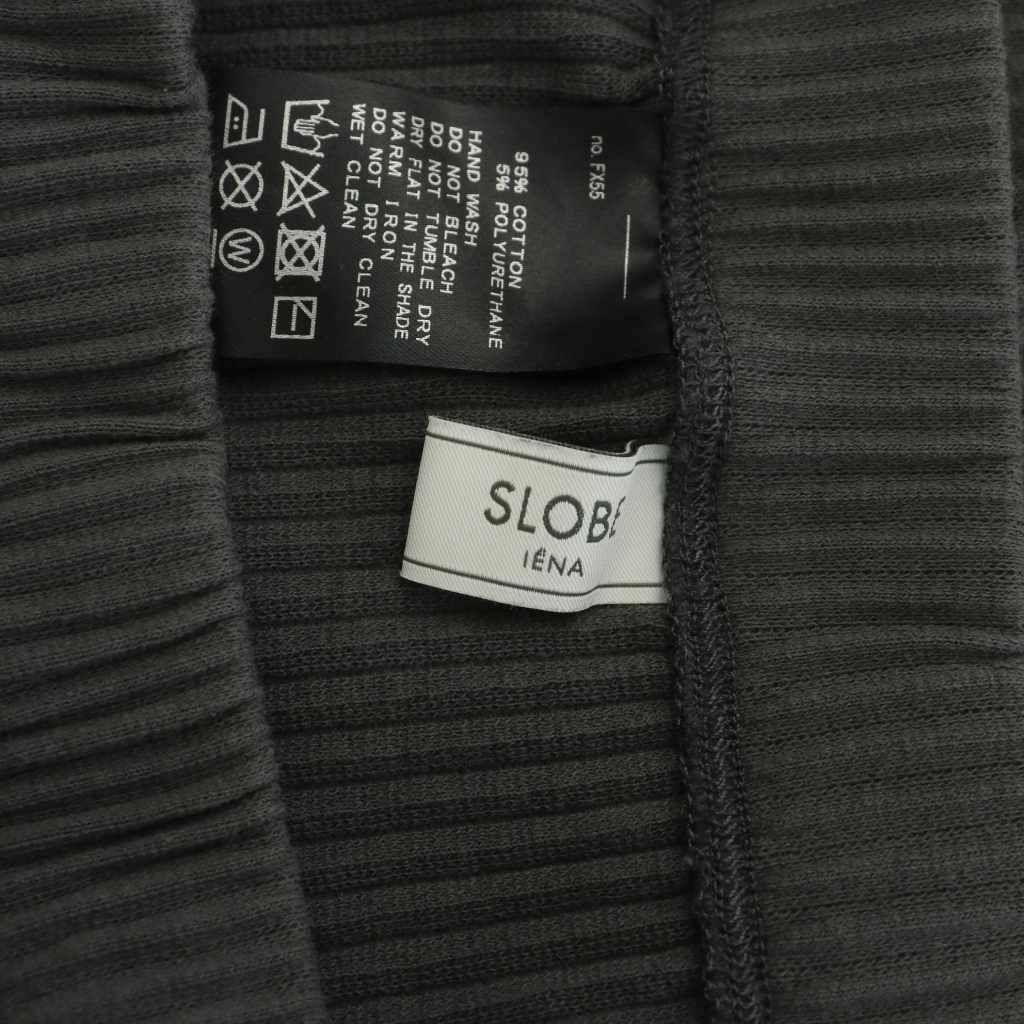 no. FX55
95% COTTON
5% POLYURETHANE
HAND WASH
DO NOT BLEACH
DO NOT TUMBLE DRY
DRY FLAT IN THE SHADE
WARM IRON
DO NOT DRY CLEAN
WET CLEAN
W
SLOBE
IËNA